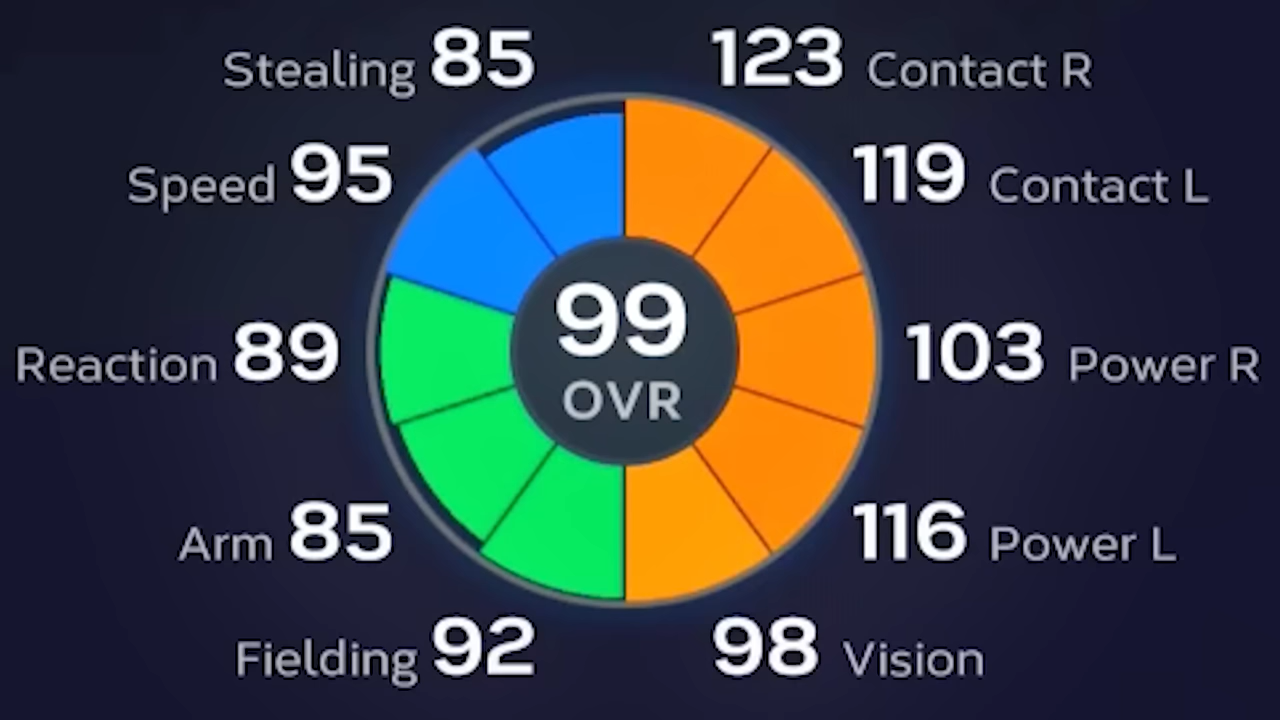 Stealing 85
123 Contact R
Speed 95
119 Contact L
99
OVR
Reaction 89
103 Power R
Arm 85
116 Power L
Fielding 92
98 Vision